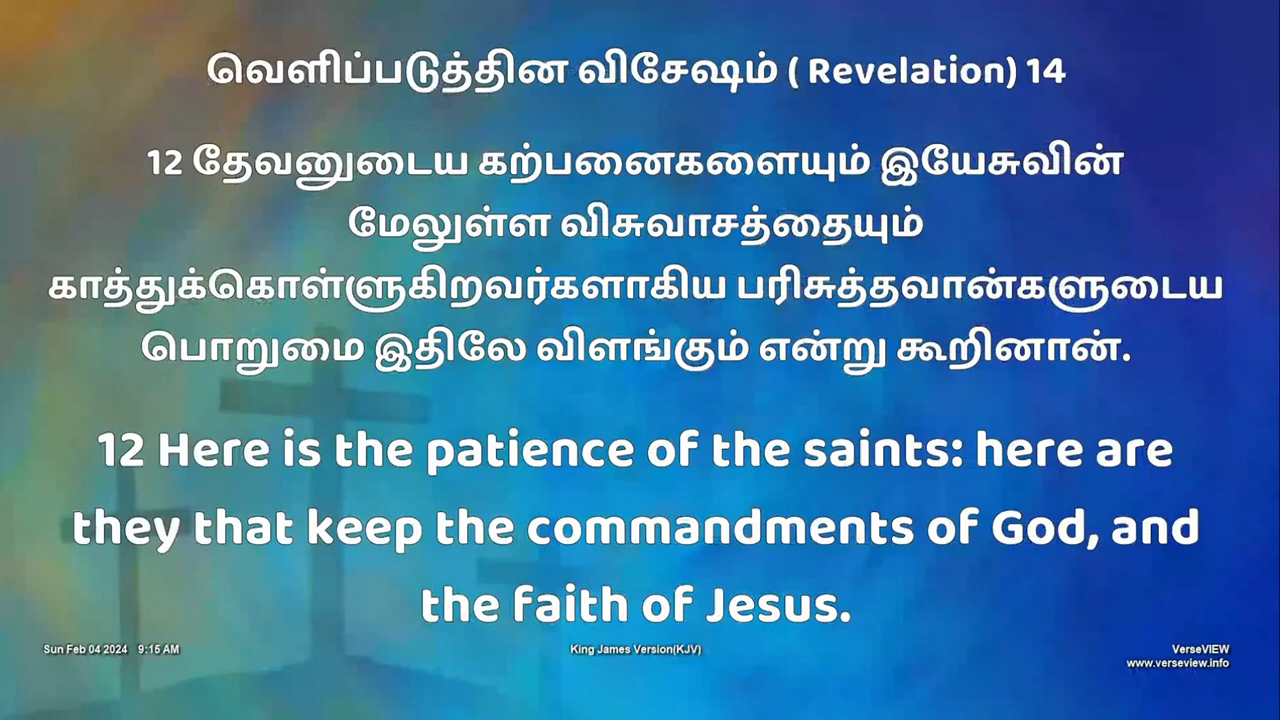 வெளிப்படுத்தின விசேஷம் ( Revelation) 14
12 தேவனுடைய கற்பனைகளையும் இயேசுவின்
மேலுள்ள விசுவாசத்தையும்
காத்துக்கொள்ளுகிறவர்களாகிய பரிசுத்தவான்களுடைய
பொறுமை இதிலே விளங்கும் என்று கூறினான்.
12 Here is the patience of the saints: here are
they that keep the commandments of God, and
the faith of Jesus.
Sun Feb 04 2024 9:15 AM
King James Version(KJV)
VerseVIEW
www.verseview.info